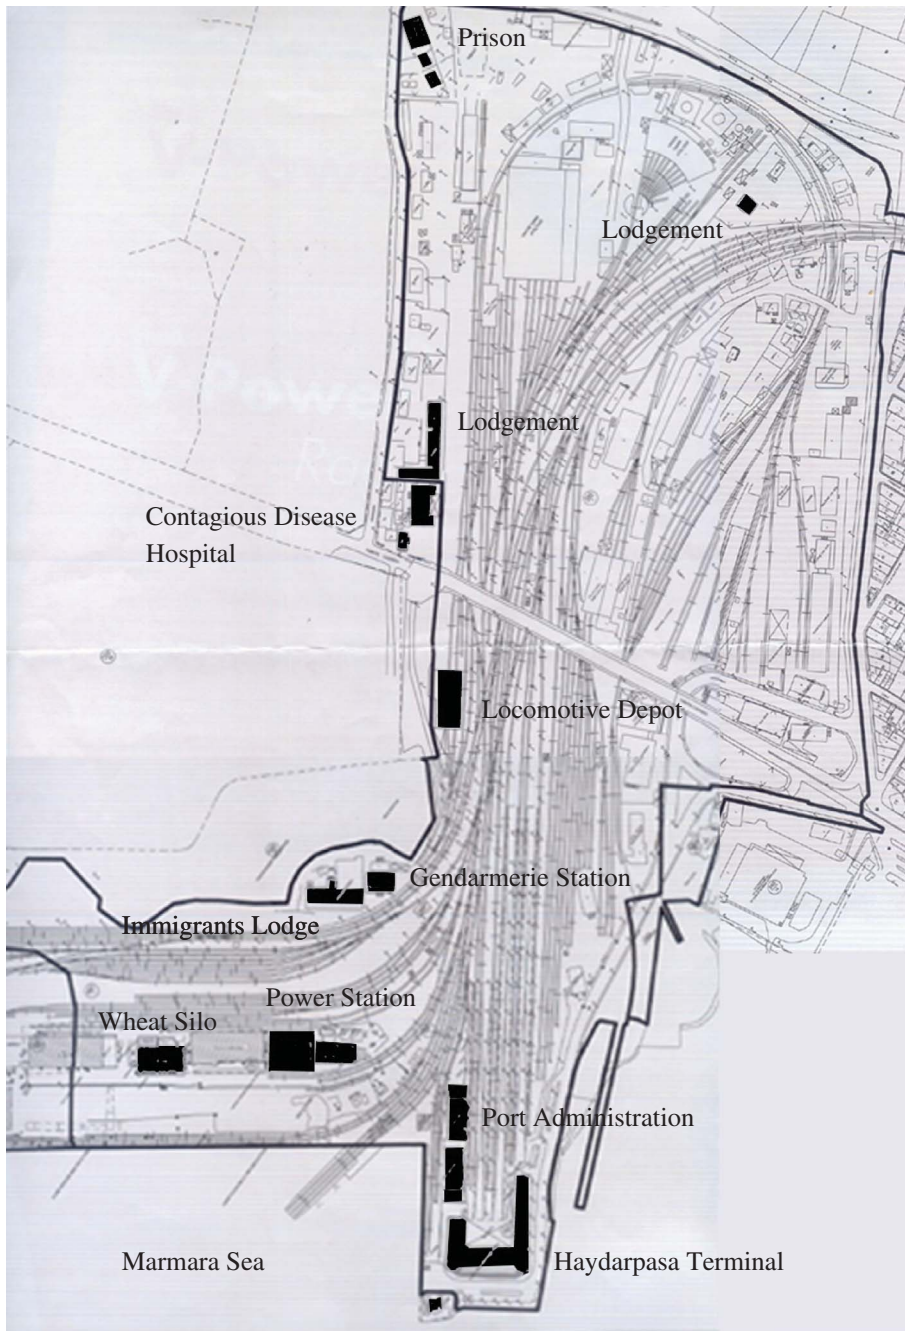 Prison
Lodgement
V-Power
Lodgement
Contagious Disease
Hospital
Locomotive Depot
Gendarmerie Station
Immigrants Lodge
Power Station
Wheat Silo
Port Administration
Marmara Sea
Haydarpasa Terminal